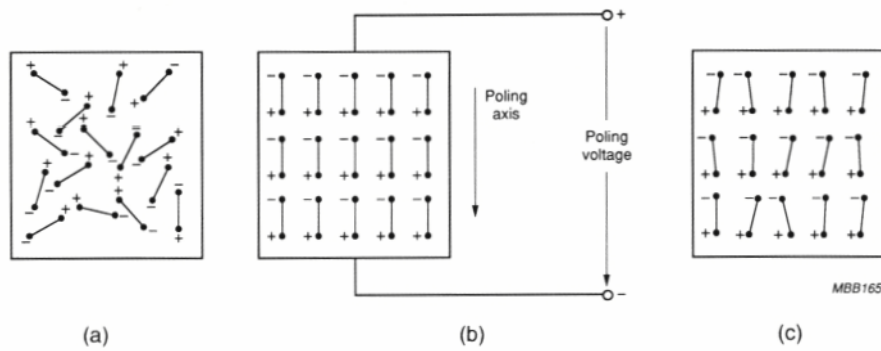 +
Poling
axis
Poling
voltage
−
MBB165
(a)
(b)
(c)